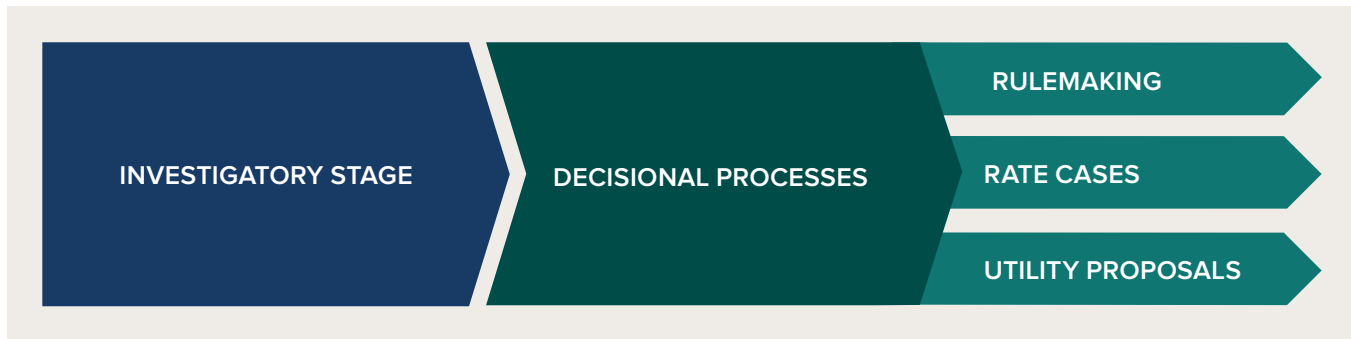 INVESTIGATORY STAGE
DECISIONAL PROCESSES
RULEMAKING
RATE CASES
UTILITY PROPOSALS